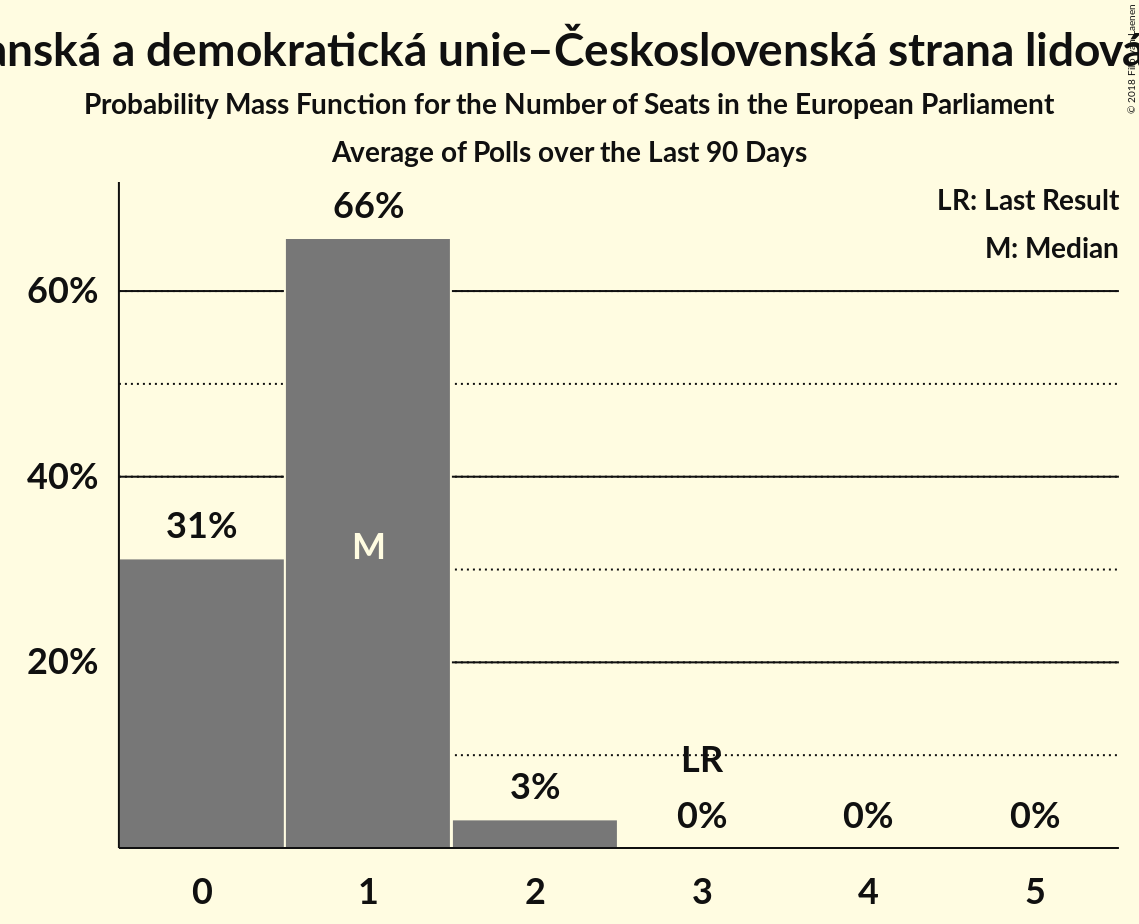 anská a demokratická unie–Československá strana lidová
Probability Mass Function for the Number of Seats in the European Parliament
Average of Polls over the Last 90 Days
LR: Last Result
M: Median
66%
60%
40%
31%
M
20%
LR
3%
0%
0%
0%
0
1
2
3
4
5
© 2018